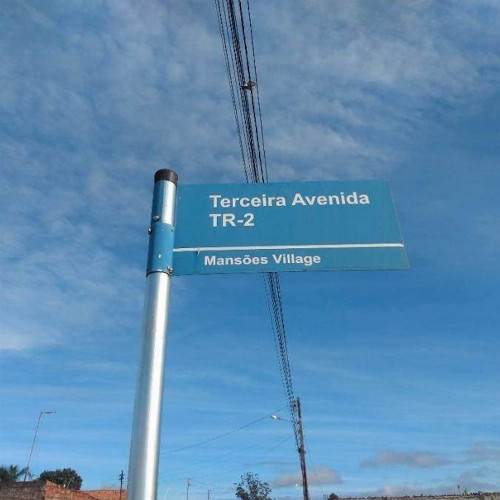 Terceira Avenida
TR-2
Mansões Village